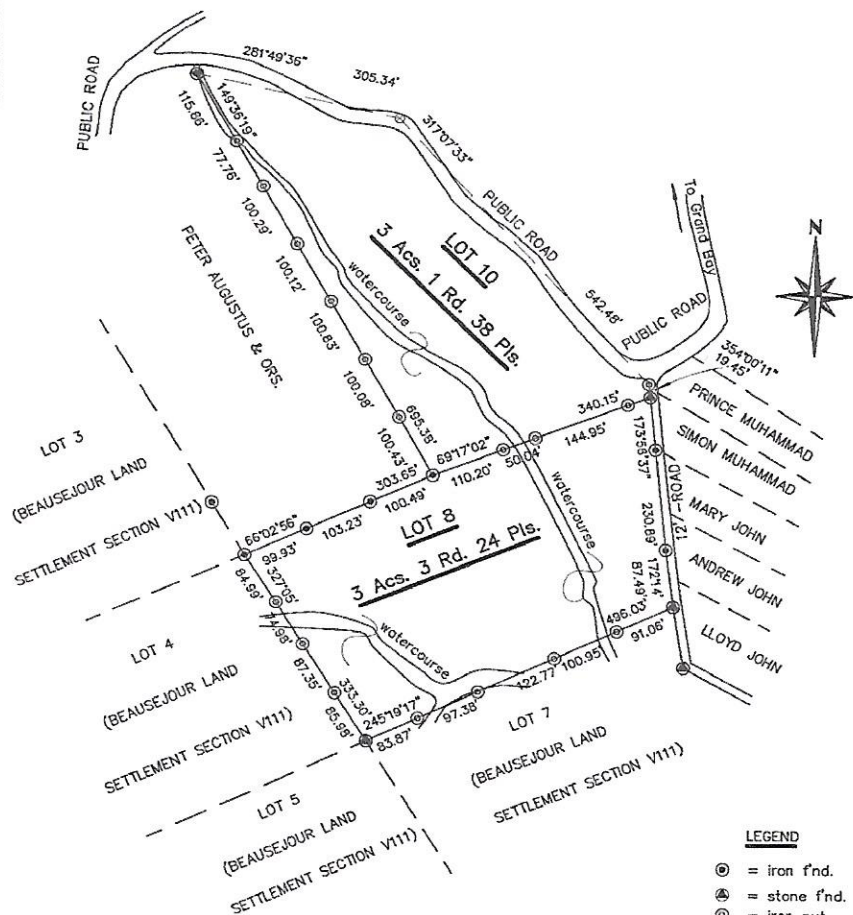 PUBLIC ROAD
281°49'36"
305.34'
149°36'19"
115.66'
77.76'
317°07'33"
100.29'
PUBLIC ROAD
To Grand Bay
PETER AUGUSTUS & ORS.
100.12'
LOT 10
3 Acs. 1 Rd. 38 Pls.
N
watercourse
100.83'
542.48'
PUBLIC ROAD
100.08'
354°00'11"
19.45'
695.38'
100.43'
340.15'
PRINCE MUHAMMAD
LOT 3
(BEAUSEJOUR LAND
SETTLEMENT SECTION V111)
69°17'02"
144.95'
173°56'37"
SIMON MUHAMMAD
303.65'
110.20'
50.04'
12'-ROAD
MARY JOHN
66°02'56"
100.49'
103.23'
99.93'
LOT 8
3 Acs. 3 Rd. 24 Pls.
watercourse
230.89'
ANDREW JOHN
84.99'
327°05'
74.98'
172°14'
87.49'
LLOYD JOHN
LOT 4
(BEAUSEJOUR LAND
SETTLEMENT SECTION V111)
87.35'
333.30'
85.98'
watercourse
496.03'
91.06'
100.95'
122.77'
245°19'17"
97.38'
83.87'
LOT 7
(BEAUSEJOUR LAND
SETTLEMENT SECTION V111)
LOT 5
(BEAUSEJOUR LAND
SETTLEMENT SECTION V111)
LEGEND
= iron f'nd.
= stone f'nd.
= iron put